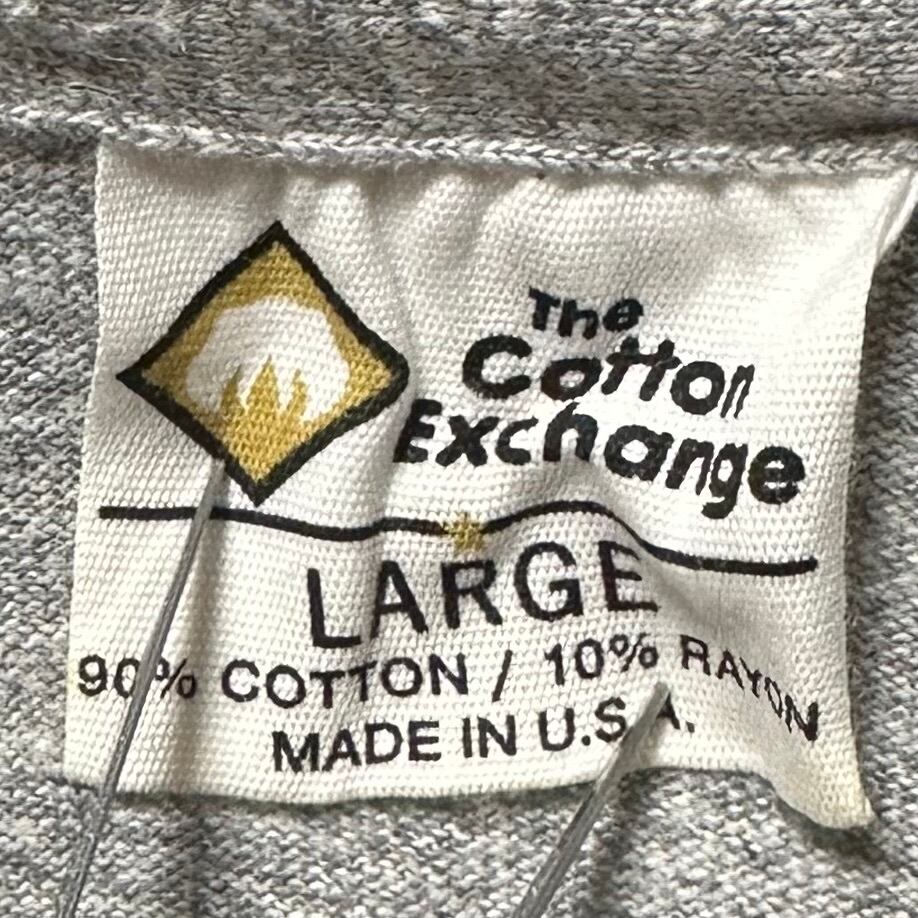 The
Cotton
Exchange
LARGE
90% COTTON / 10% RAYON
MADE IN U.S.A.